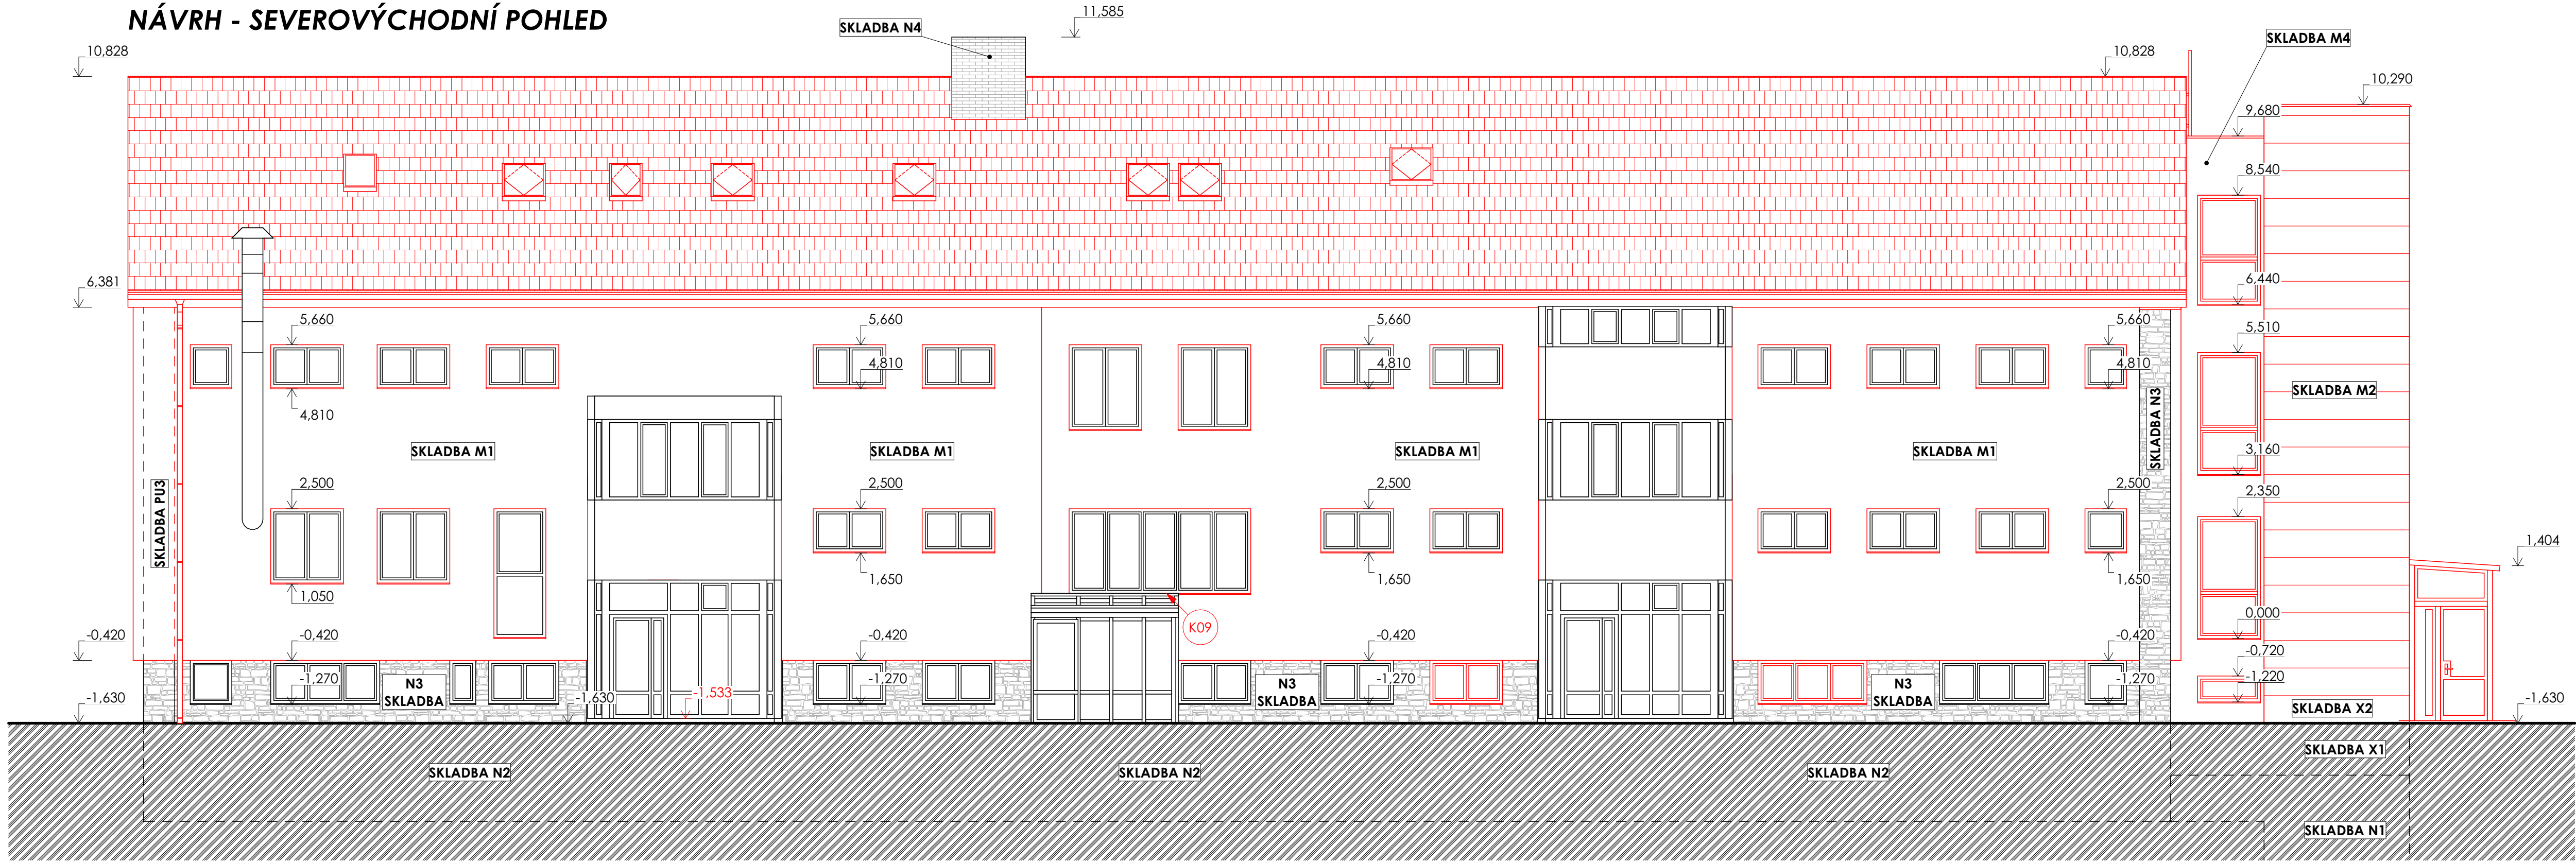 NÁVRH - SEVEROVÝCHODNÍ POHLED
SKLADBA N4
11,585
SKLADBA M4
10,828
10,828
10,290
9,680
8,540
6,381
6,440
5,660
5,660
5,660
5,660
5,510
4,810
4,810
4,810
4,810
SKLADBA M2
SKLADBA N3
SKLADBA M1
SKLADBA M1
SKLADBA M1
SKLADBA M1
3,160
SKLADBA PU3
2,500
2,500
2,500
2,500
2,350
1,404
1,050
1,650
1,650
1,650
0,000
K09
-0,420
-0,420
-0,420
-0,420
-0,420
-0,720
-1,270
-1,270
-1,270
-1,270
-1,220
N3
SKLADBA
N3
SKLADBA
N3
SKLADBA
-1,630
-1,630
-1,533
SKLADBA X2
-1,630
SKLADBA X1
SKLADBA N2
SKLADBA N2
SKLADBA N2
SKLADBA N1